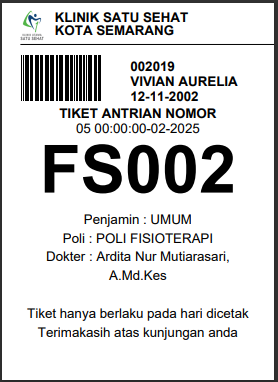 KLINIK SATU SEHAT
KOTA SEMARANG
SATU SEHAT
002019
VIVIAN AURELIA
12-11-2002
TIKET ANTRIAN NOMOR
05 00:00:00-02-2025
FS002
Penjamin : UMUM
Poli : POLI FISIOTERAPI
Dokter : Ardita Nur Mutiarasari,
A.Md.Kes
Tiket hanya berlaku pada hari dicetak
Terimakasih atas kunjungan anda